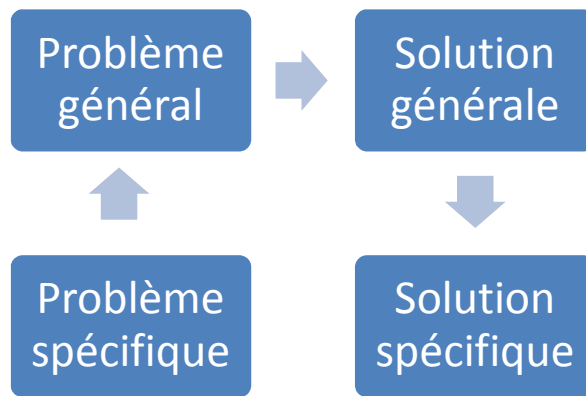 Problème
général
Solution
générale
Problème
spécifique
Solution
spécifique